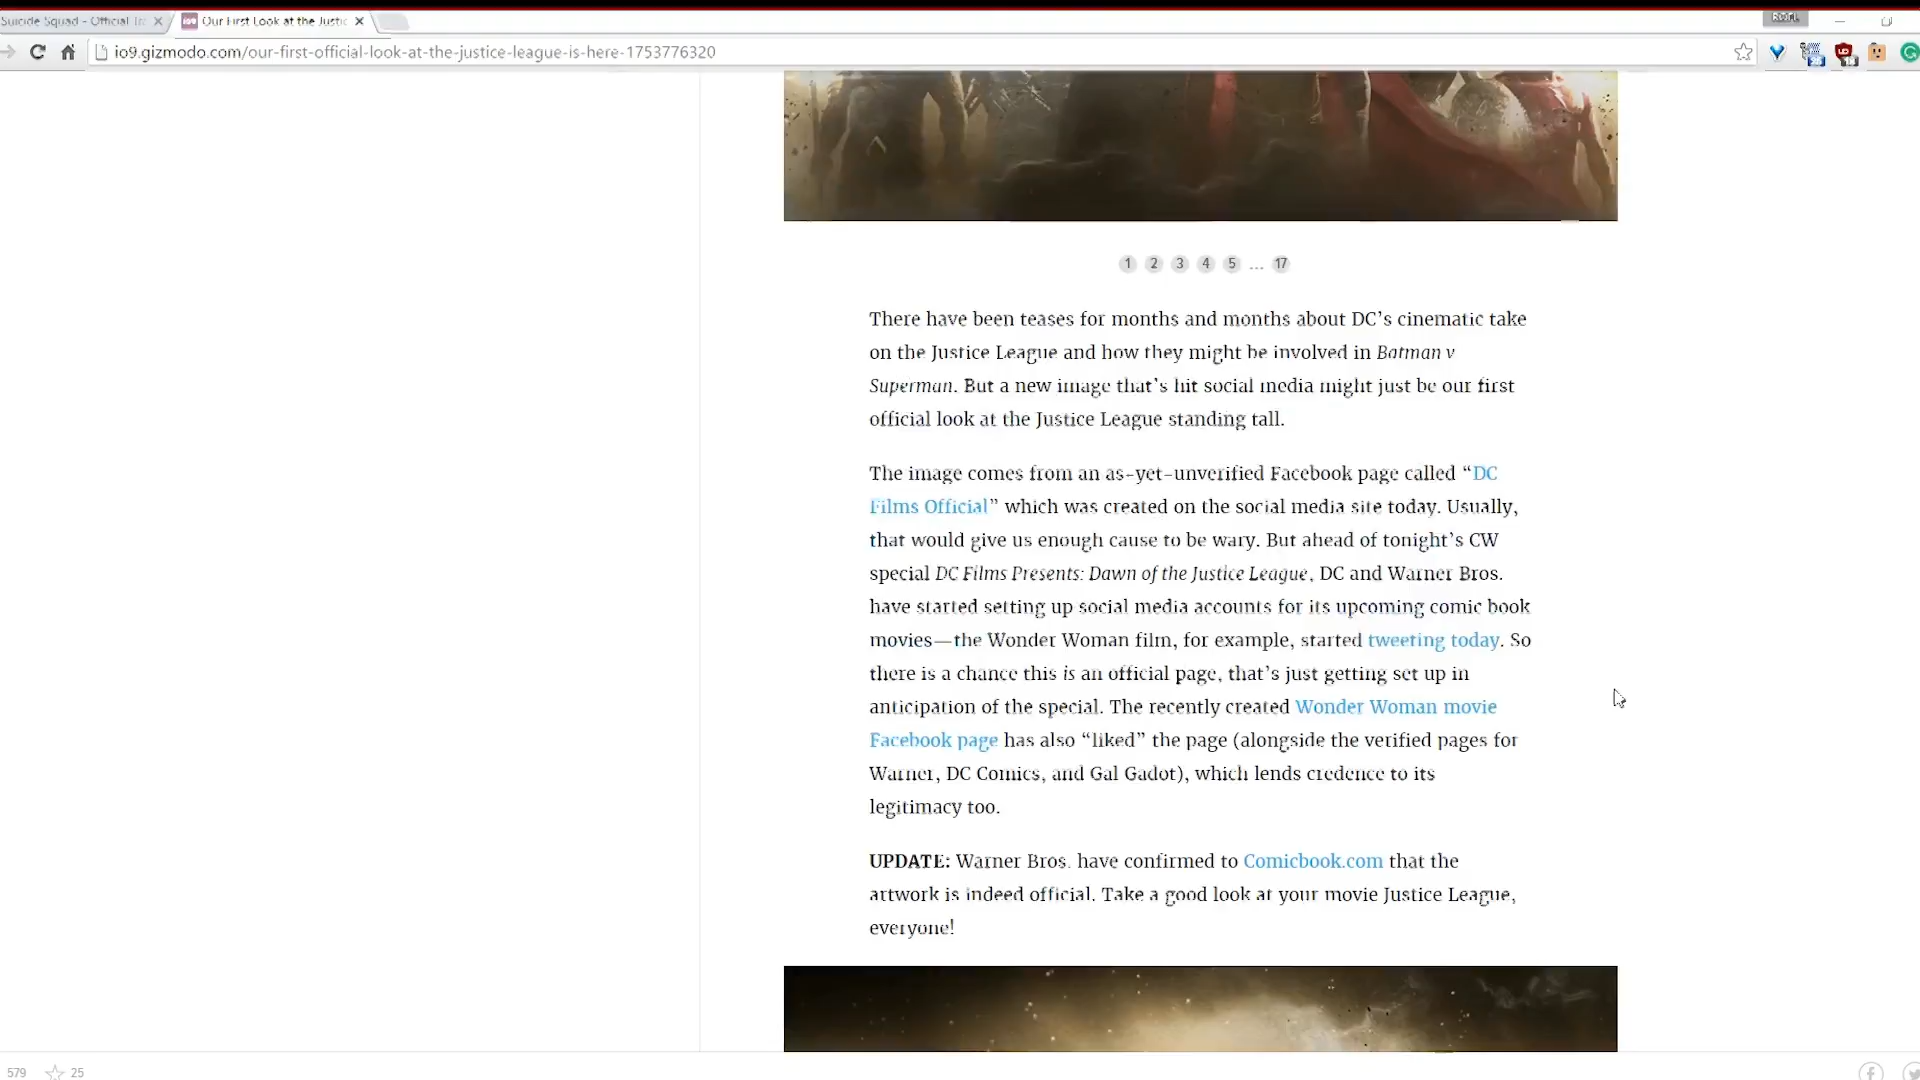 Suicide Squad - Official Tra
Our First Look at the Justic
io9.gizmodo.com/our-first-official-look-at-the-justice-league-is-here-1753776320
1 2 3 4 5 ... 17
There have been teases for months and months about DC's cinematic take
on the Justice League and how they might be involved in Batman v
Superman. But a new image that's hit social media might just be our first
official look at the Justice League standing tall.
The image comes from an as-yet-unverified Facebook page called “DC
Films Official” which was created on the social media site today. Usually,
that would give us enough cause to be wary. But ahead of tonight's CW
special DC Films Presents: Dawn of the Justice League, DC and Warner Bros.
have started setting up social media accounts for its upcoming comic book
movies—the Wonder Woman film, for example, started tweeting today. So
there is a chance this is an official page, that's just getting set up in
anticipation of the special. The recently created Wonder Woman movie
Facebook page has also “liked” the page (alongside the verified pages for
Warner, DC Comics, and Gal Gadot), which lends credence to its
legitimacy too.
UPDATE: Warner Bros. have confirmed to Comicbook.com that the
artwork is indeed official. Take a good look at your movie Justice League,
everyone!
579 25